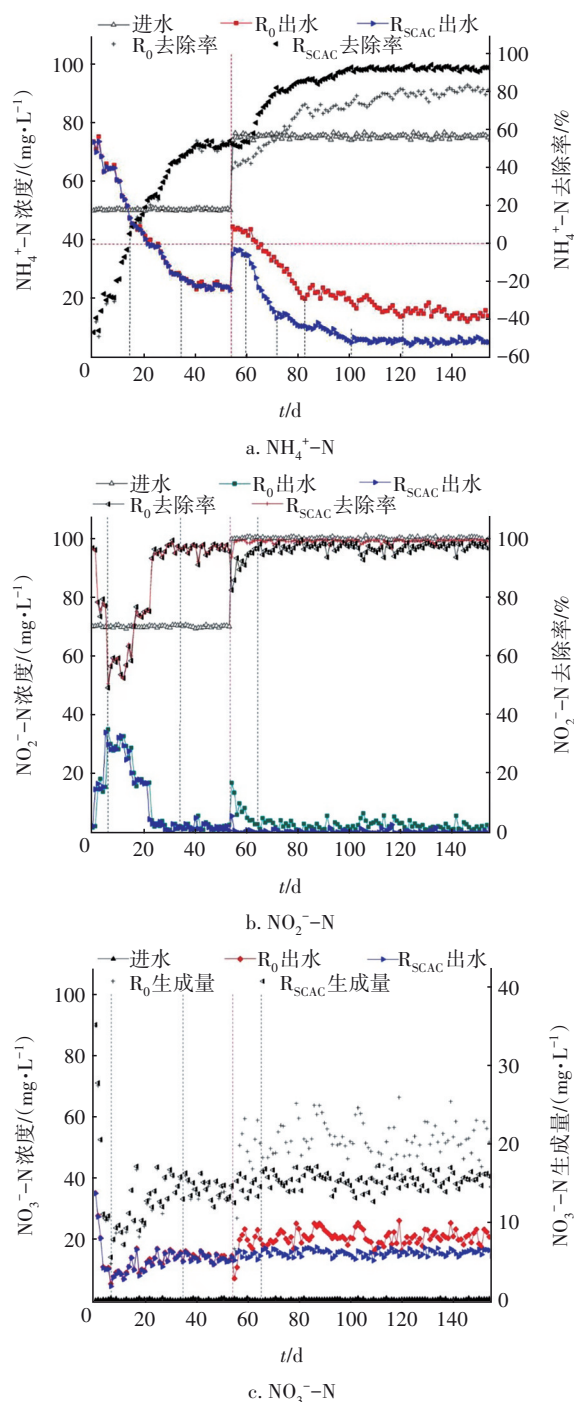 进水 R₀出水 R_SCAC出水
R₀去除率 R_SCAC去除率
NH₄⁺-N浓度/(mg·L⁻¹)
100
80
60
40
20
0
NH₄⁺-N去除率/%
100
80
60
40
20
0
-20
-40
-60
20 40 60 80 100 120 140
t/d
a. NH₄⁺-N
进水 R₀出水 R_SCAC出水
R₀去除率 R_SCAC去除率
NO₂⁻-N浓度/(mg·L⁻¹)
100
80
60
40
20
0
NO₂⁻-N去除率/%
100
80
60
40
20
0
20 40 60 80 100 120 140
t/d
b. NO₂⁻-N
进水 R₀出水 R_SCAC出水
R₀生成量 R_SCAC生成量
NO₃⁻-N浓度/(mg·L⁻¹)
100
80
60
40
20
0
NO₃⁻-N生成量/(mg·L⁻¹)
40
30
20
10
0
20 40 60 80 100 120 140
t/d
c. NO₃⁻-N